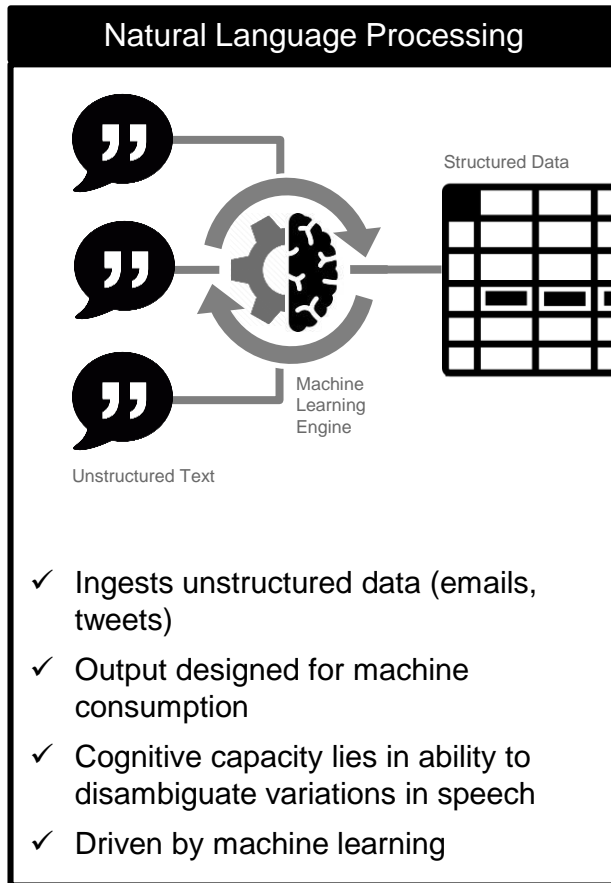 Natural Language Processing
Structured Data
Machine
Learning
Engine
Unstructured Text
✓ Ingests unstructured data (emails,
tweets)
✓ Output designed for machine
consumption
✓ Cognitive capacity lies in ability to
disambiguate variations in speech
✓ Driven by machine learning